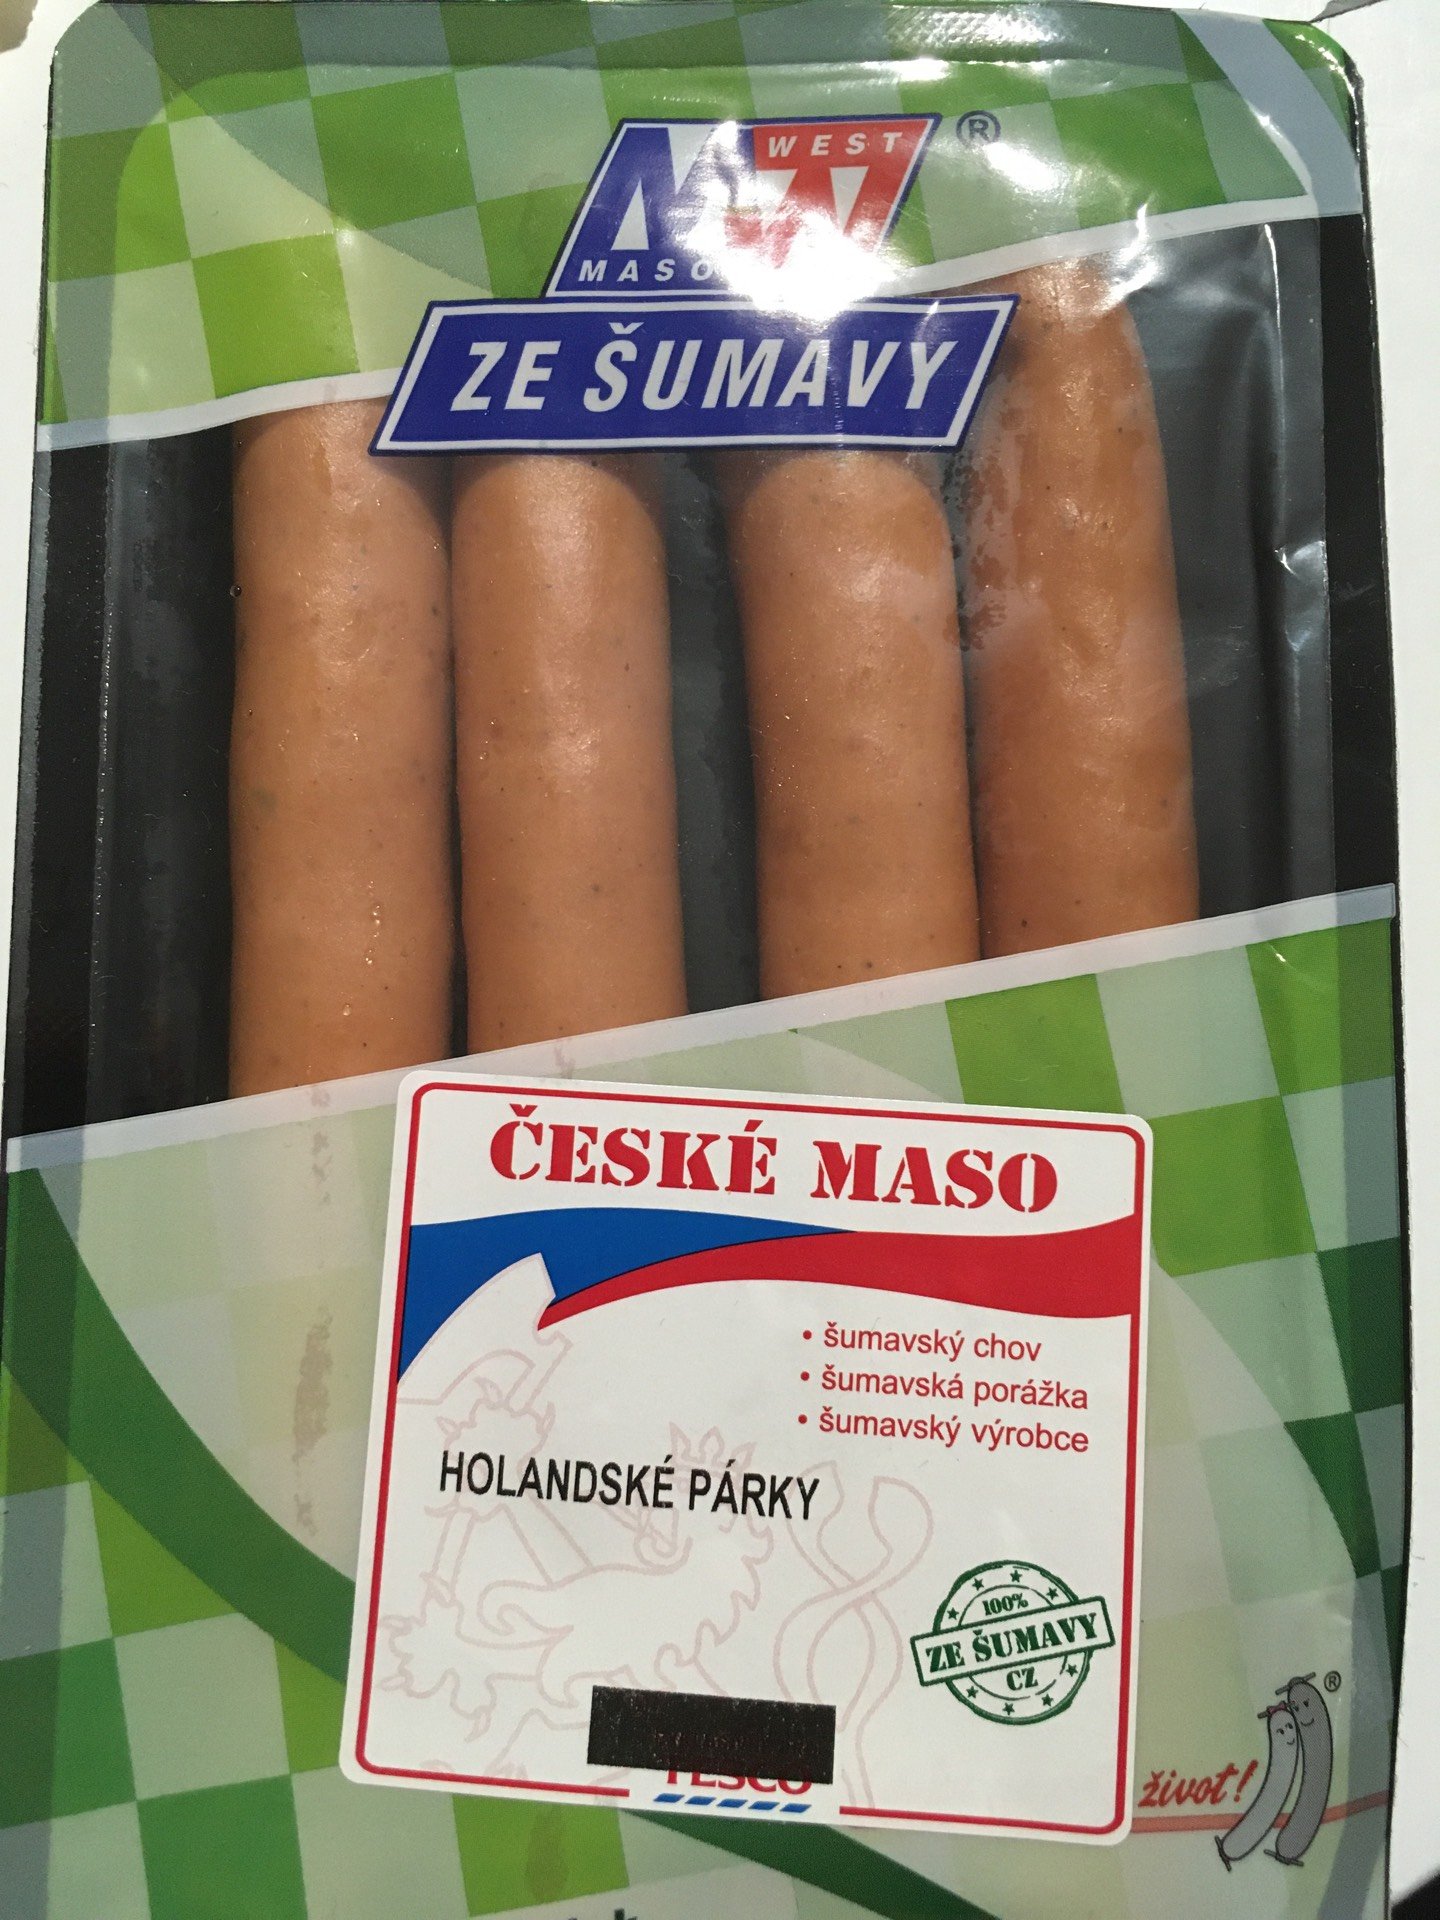 WEST
MASO
®
ZE ŠUMAVY
ČESKÉ MASO
• šumavský chov
• šumavská porážka
• šumavský výrobce
HOLANDSKÉ PÁRKY
100%
ZE ŠUMAVY
CZ
TESCO
život!
®